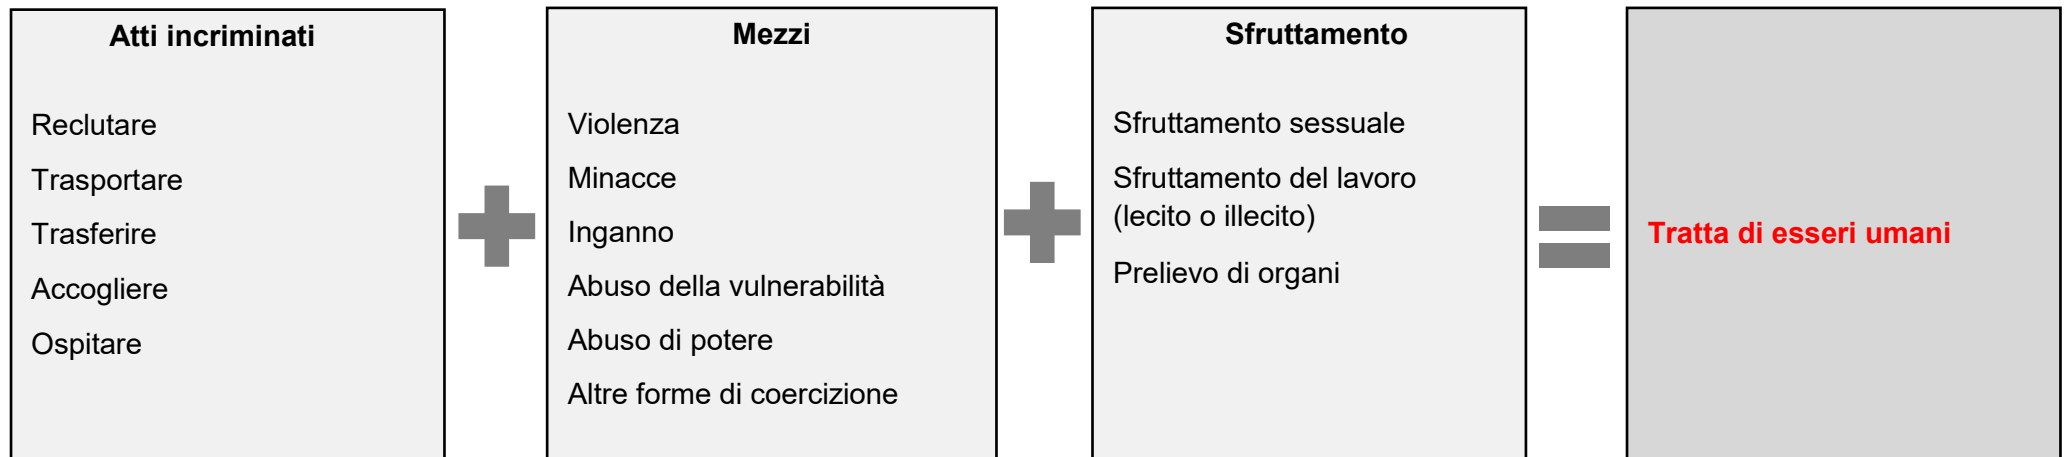 Atti incriminati
Reclutare
Trasportare
Trasferire
Accogliere
Ospitare
Mezzi
Violenza
Minacce
Inganno
Abuso della vulnerabilità
Abuso di potere
Altre forme di coercizione
Sfruttamento
Sfruttamento sessuale
Sfruttamento del lavoro
(lecito o illecito)
Prelievo di organi
Tratta di esseri umani